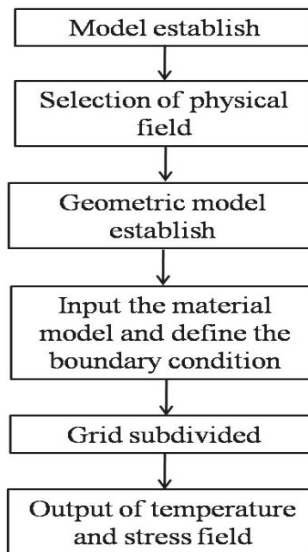 Model establish
Selection of physical
field
Geometric model
establish
Input the material
model and define the
boundary condition
Grid subdivided
Output of temperature
and stress field